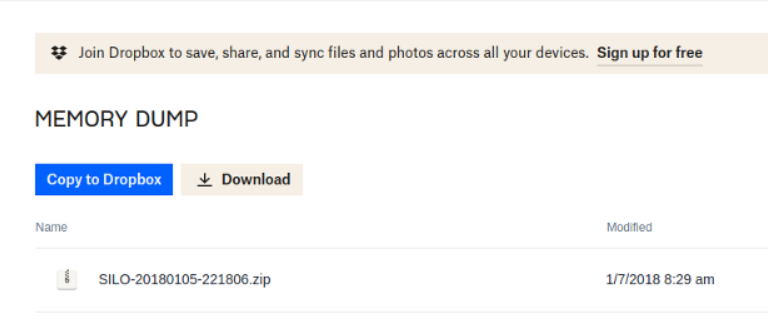 Join Dropbox to save, share, and sync files and photos across all your devices. Sign up for free
MEMORY DUMP
Copy to Dropbox Download
Name Modified
SILO-20180105-221806.zip 1/7/2018 8:29 am